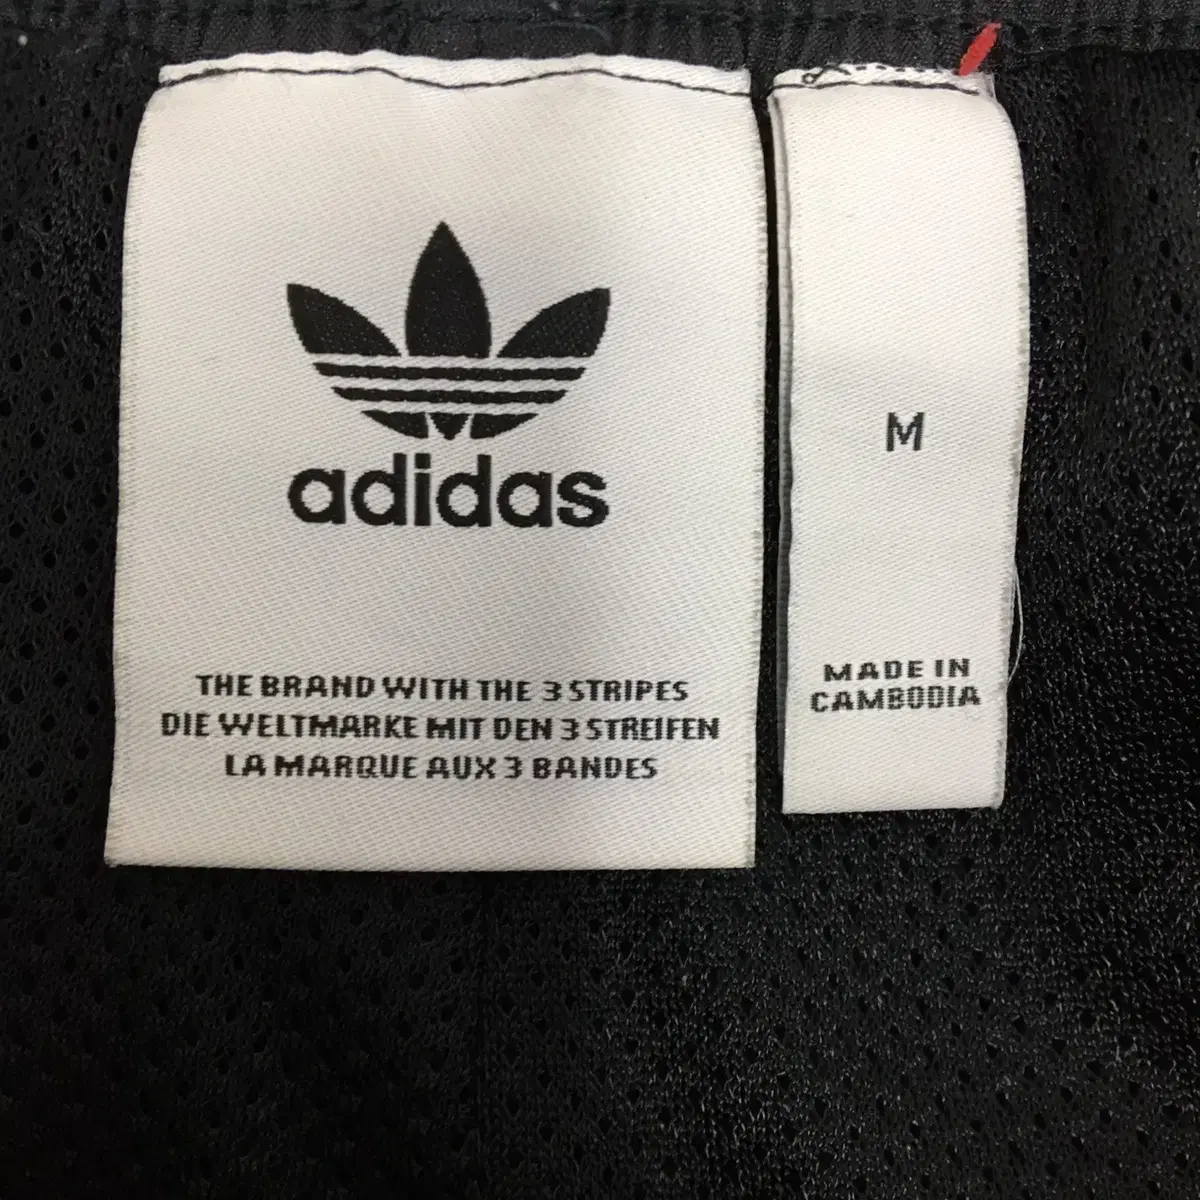 adidas
THE BRAND WITH THE 3 STRIPES
DIE WELTMARKE MIT DEN 3 STREIFEN
LA MARQUE AUX 3 BANDES
M
MADE IN
CAMBODIA